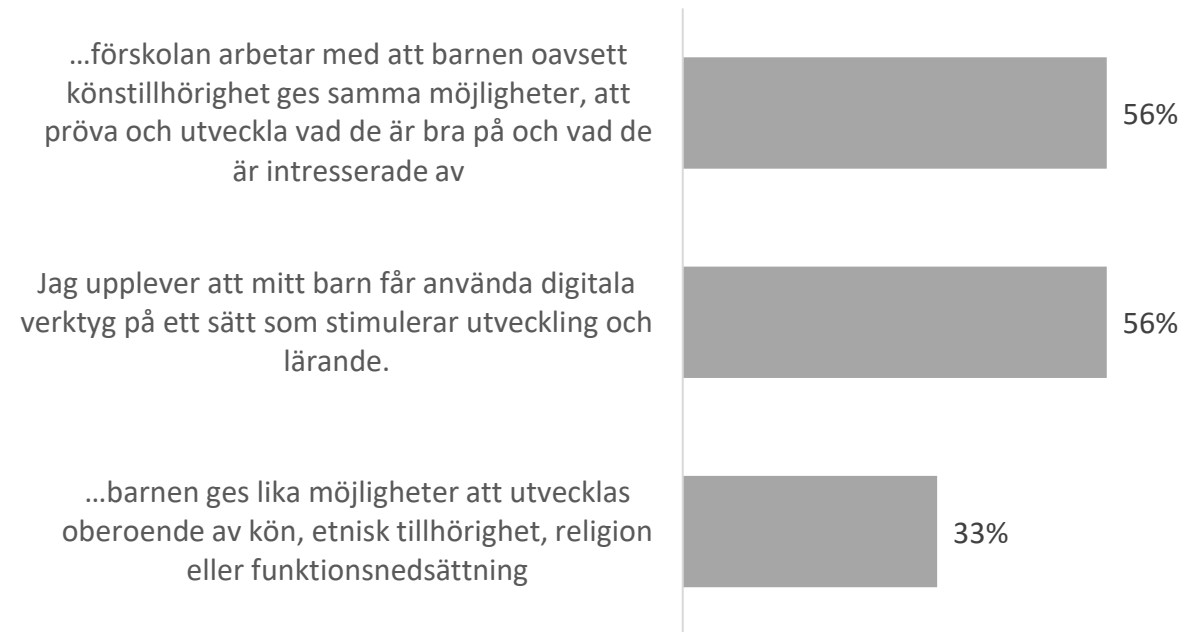 ...förskolan arbetar med att barnen oavsett
könstillhörighet ges samma möjligheter, att
pröva och utveckla vad de är bra på och vad de
är intresserade av
56%
Jag upplever att mitt barn får använda digitala
verktyg på ett sätt som stimulerar utveckling och
lärande.
56%
...barnen ges lika möjligheter att utvecklas
oberoende av kön, etnisk tillhörighet, religion
eller funktionsnedsättning
33%